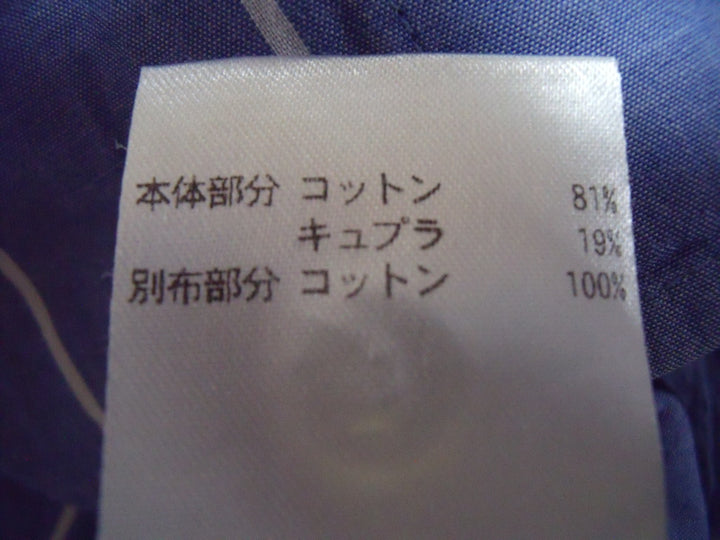 本体部分 コットン 81%
キュプラ 19%
別布部分 コットン 100%